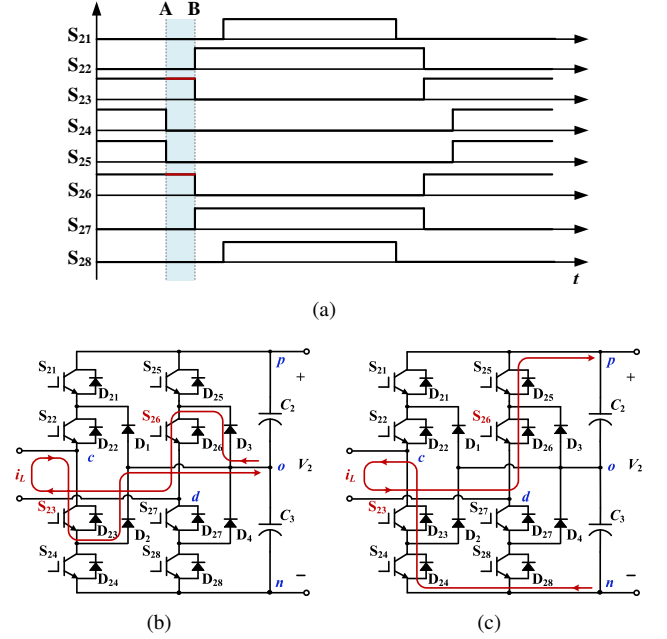 A B
S21
S22
S23
S24
S25
S26
S27
S28
t
(a)
S21 D21 S25 D25 p +
S22 D22 D1 S26 D26 D3 C2
c o V2
iL
d
S23 D23 D2 S27 D27 D4 C3
S24 D24 S28 D28 n −
(b)
S21 D21 S25 D25 p +
S22 D22 D1 S26 D26 D3 C2
c o V2
iL
d
S23 D23 D2 S27 D27 D4 C3
S24 D24 S28 D28 n −
(c)